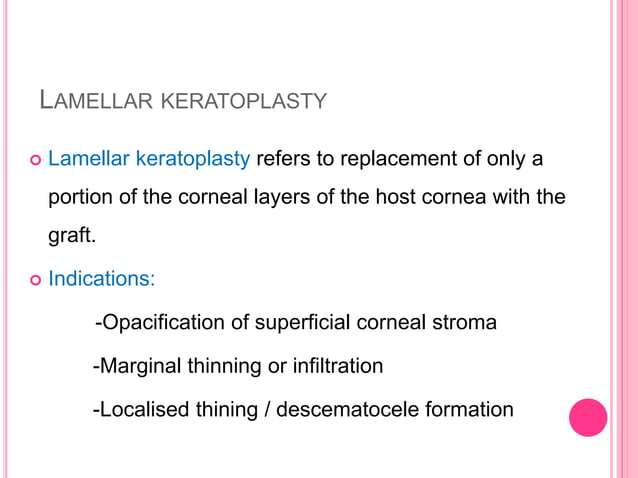 LAMELLAR KERATOPLASTY
Lamellar keratoplasty refers to replacement of only a
portion of the corneal layers of the host cornea with the
graft.
Indications:
-Opacification of superficial corneal stroma
-Marginal thinning or infiltration
-Localised thining / descematocele formation